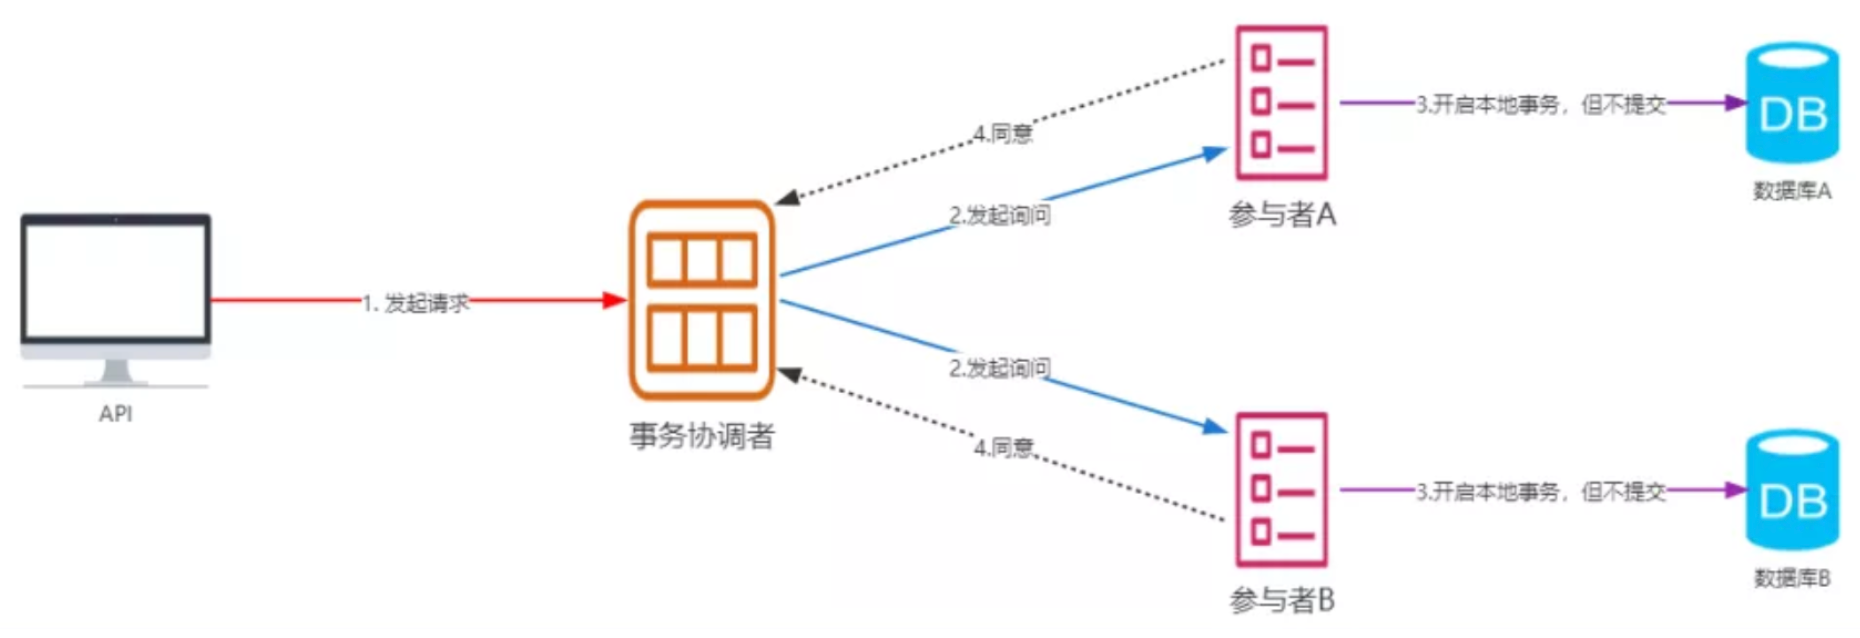 API
1. 发起请求
事务协调者
4.同意
2.发起询问
参与者A
3.开启本地事务，但不提交
DB
数据库A
2.发起询问
4.同意
参与者B
3.开启本地事务，但不提交
DB
数据库B